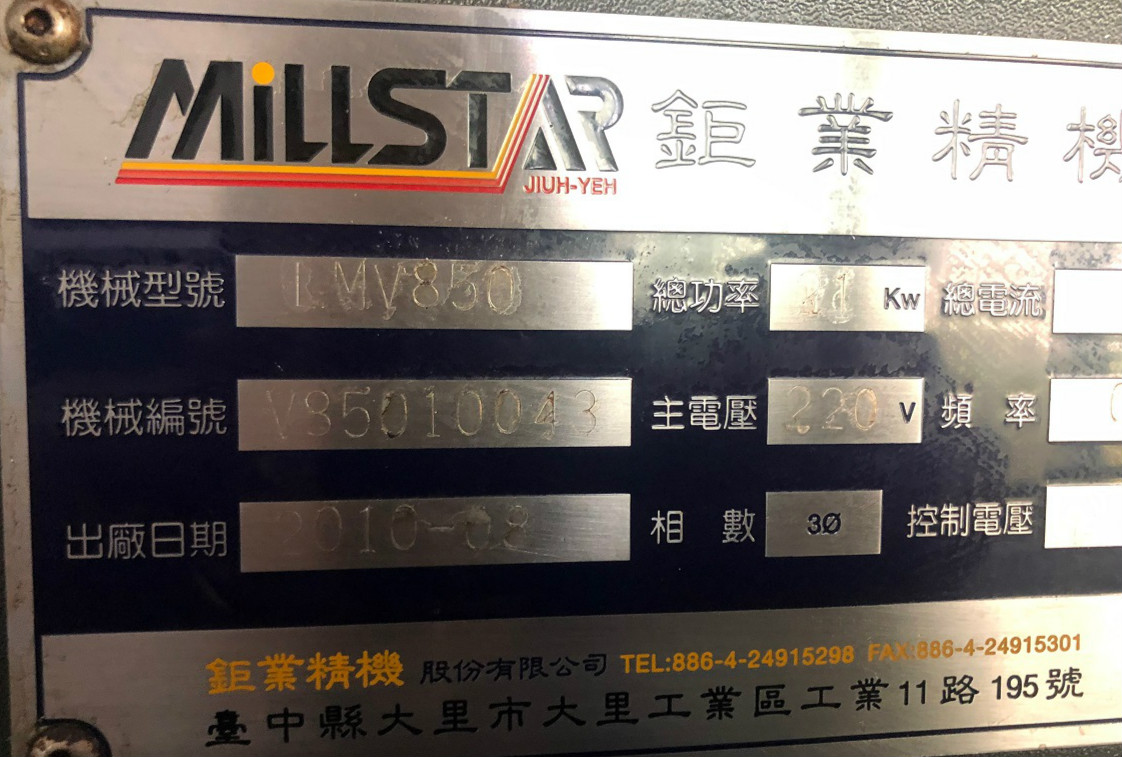 MiLLSTAR 鉅業精機
JIUH-YEH
機械型號 LMV850 總功率 21 Kw 總電流
機械編號 V85010043 主電壓 220 V 頻率
出廠日期 2010-08 相數 3Ø 控制電壓
鉅業精機 股份有限公司 TEL:886-4-24915298 FAX:886-4-24915301
臺中縣大里市大里工業區工業11路195號